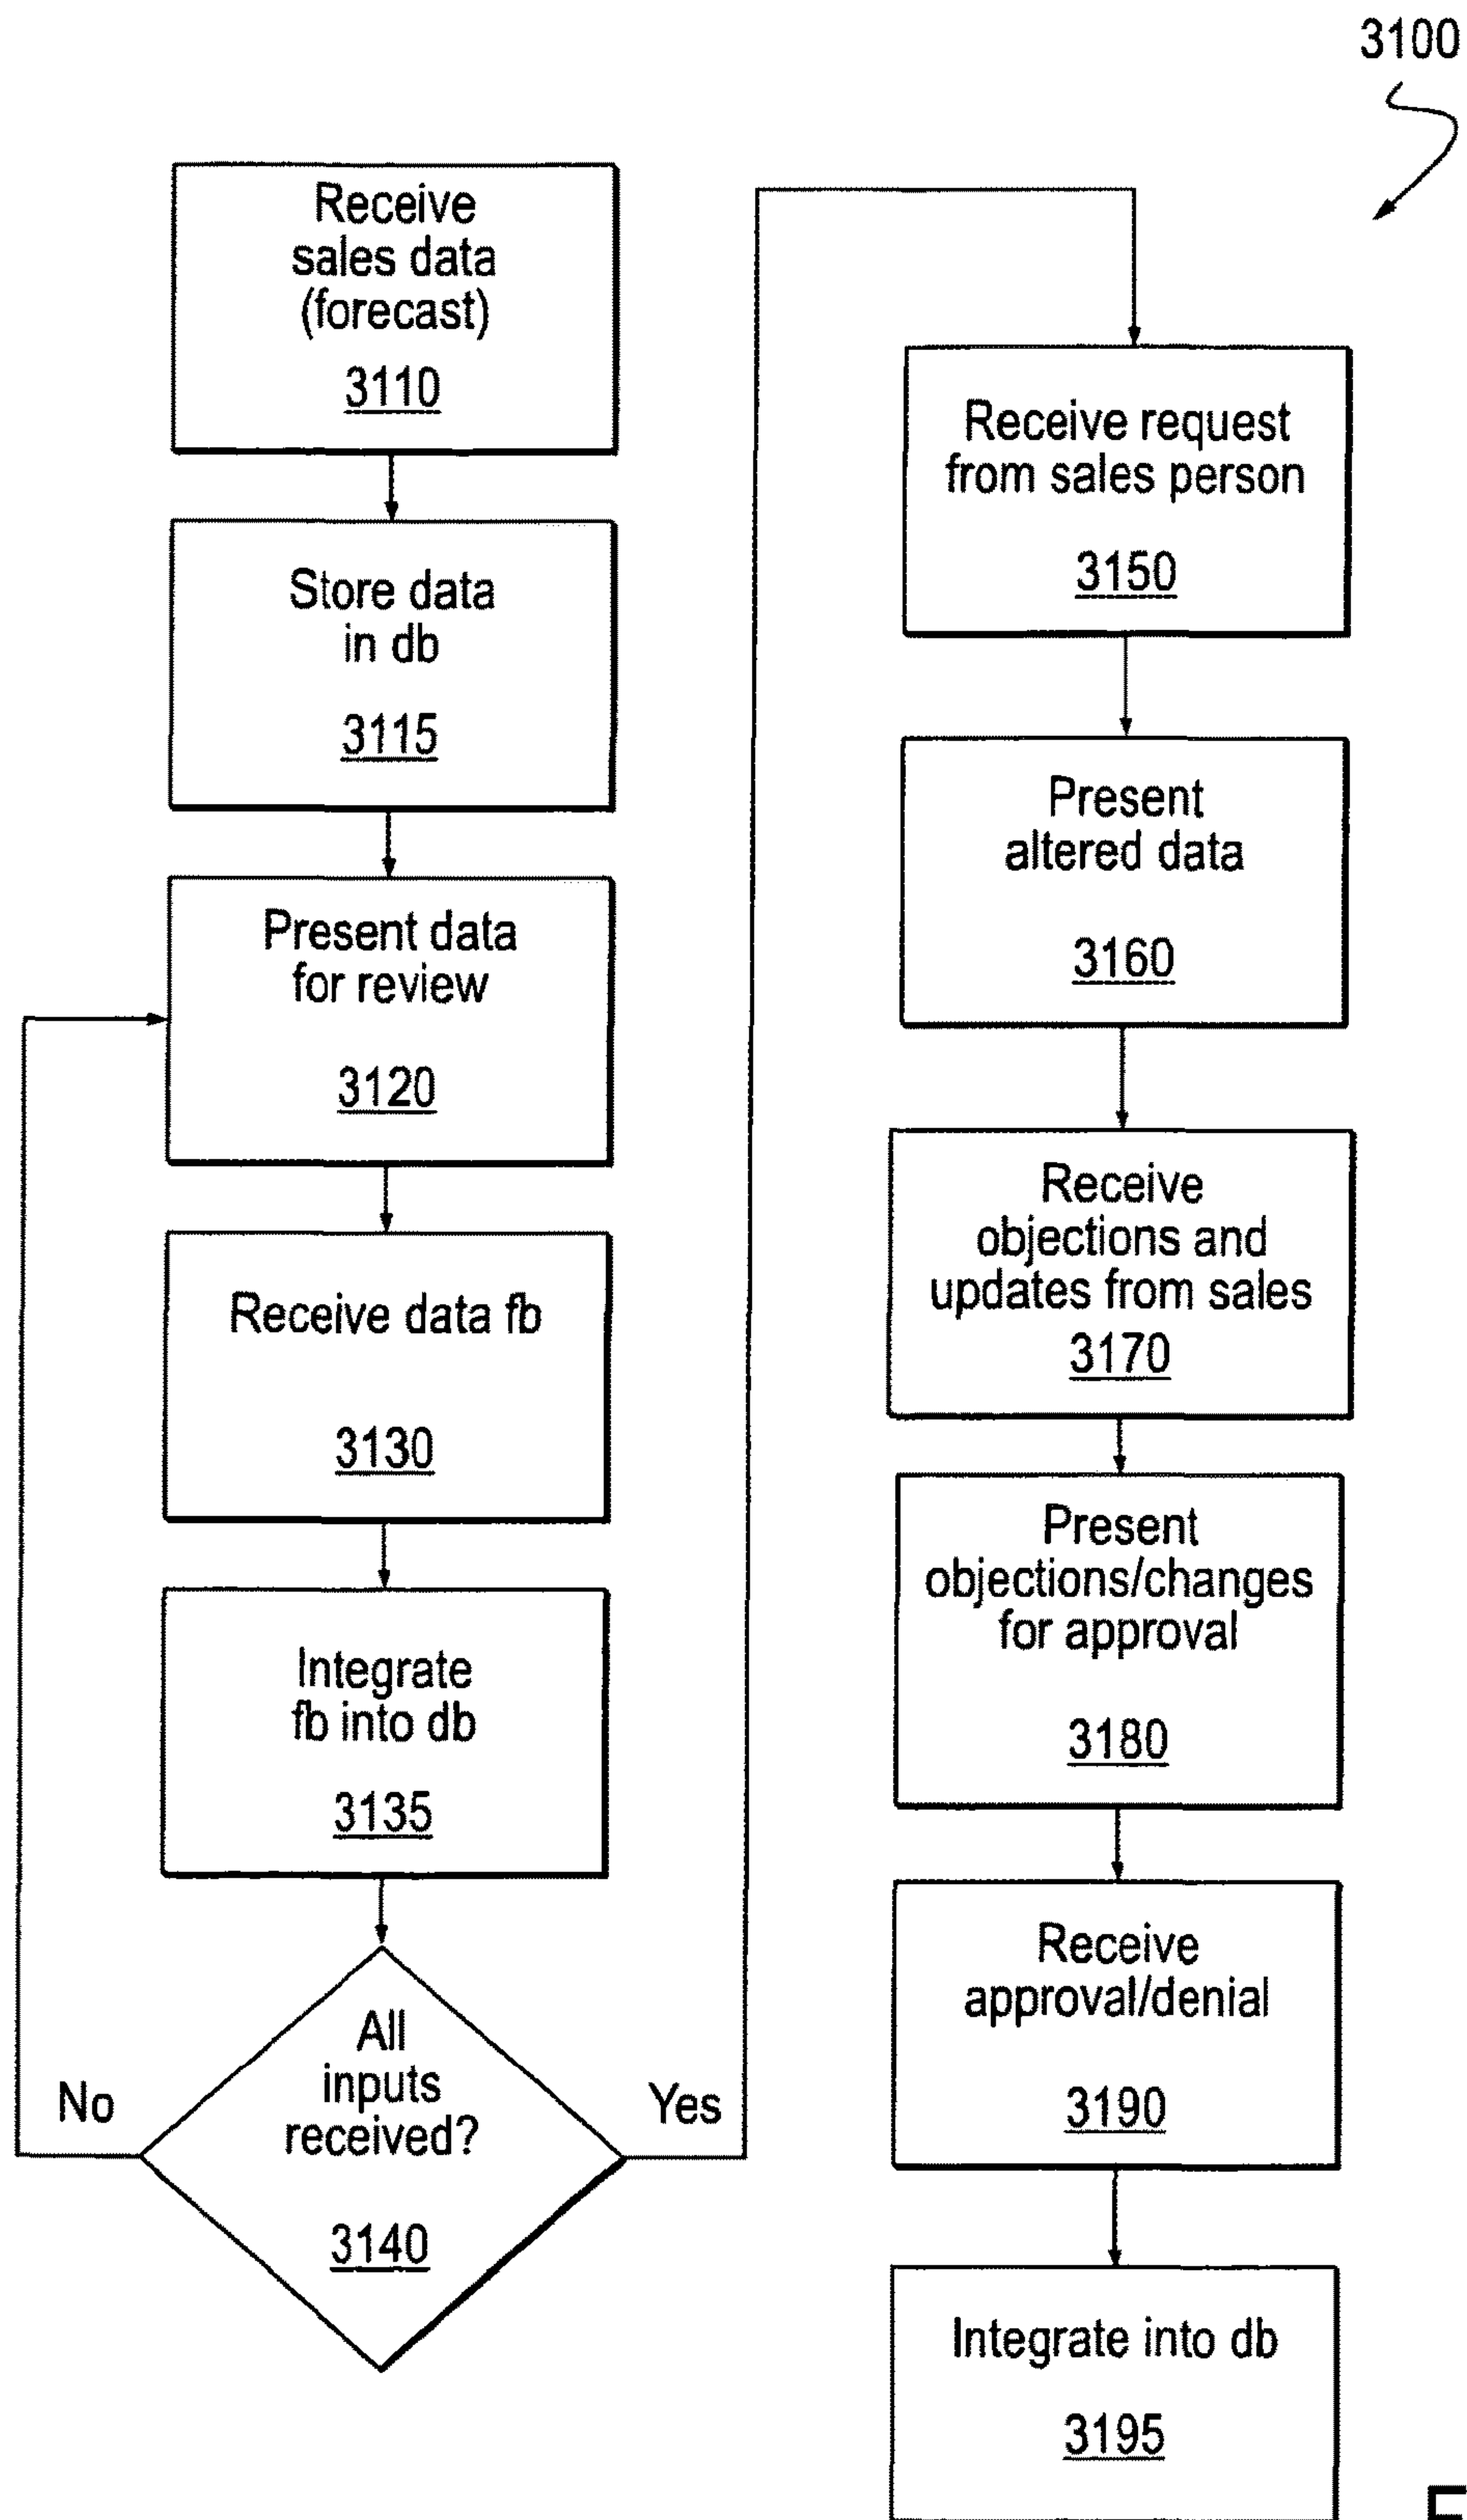 3100
Receive
sales data
(forecast)
3110
Store data
in db
3115
Present data
for review
3120
Receive data fb
3130
Integrate
fb into db
3135
All
inputs
received?
3140
No
Yes
Receive request
from sales person
3150
Present
altered data
3160
Receive
objections and
updates from sales
3170
Present
objections/changes
for approval
3180
Receive
approval/denial
3190
Integrate into db
3195